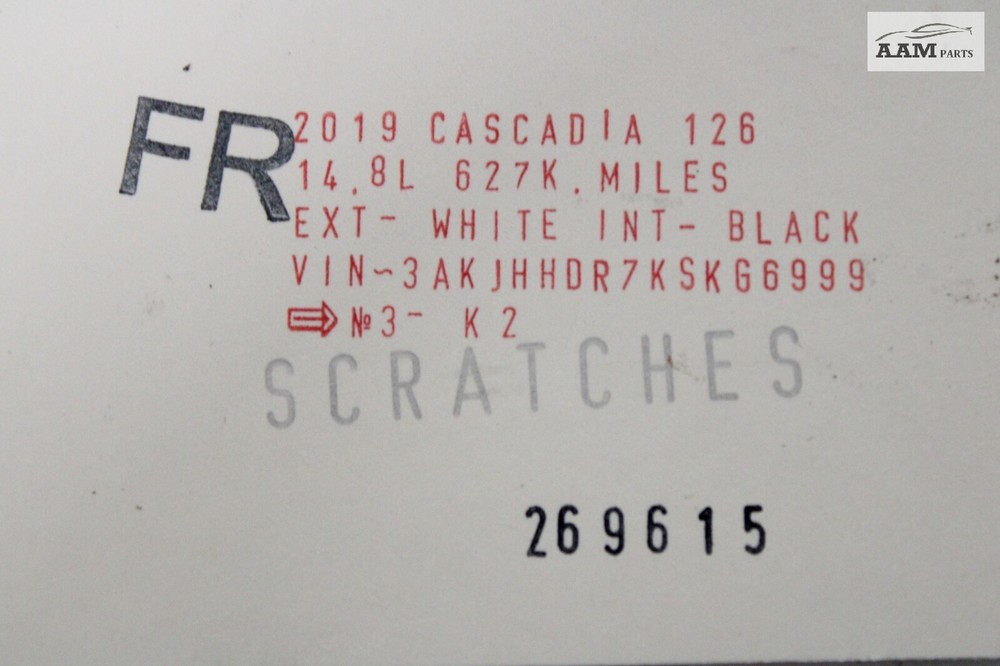 AAM PARTS
FR
2019 CASCADIA 126
14.8L 627K. MILES
EXT- WHITE INT- BLACK
VIN~3AKJHHDR7KSKG6999
⇨ №3- K2
SCRATCHES
269615